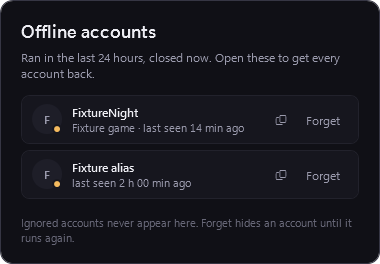 Offline accounts
Ran in the last 24 hours, closed now. Open these to get every
account back.
F
FixtureNight
Fixture game · last seen 14 min ago
Forget
F
Fixture alias
last seen 2 h 00 min ago
Forget
Ignored accounts never appear here. Forget hides an account until it
runs again.